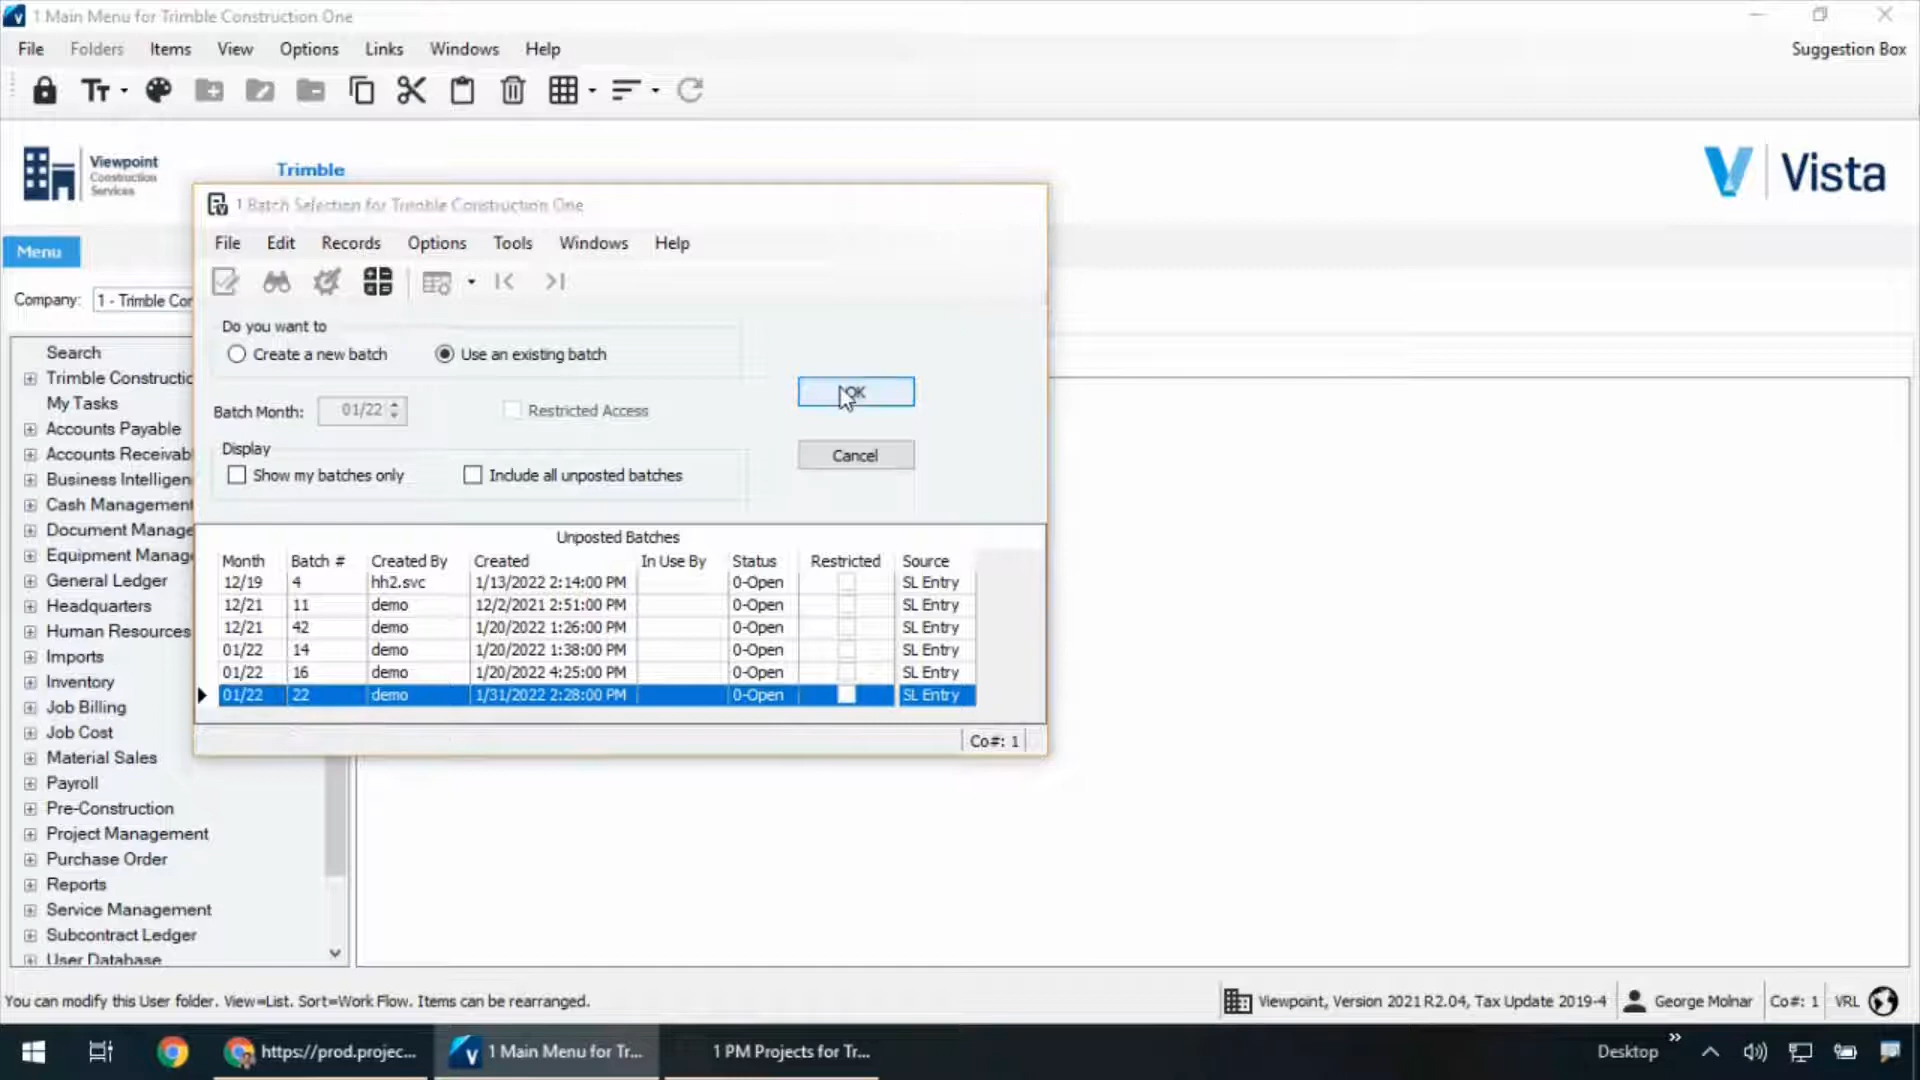 1 Main Menu for Trimble Construction One
File Folders Items View Options Links Windows Help Suggestion Box
Viewpoint
Construction
Services
Trimble
Vista
Menu
Company: 1 - Trimble Con
Search
Trimble Constructio
My Tasks
Accounts Payable
Accounts Receivab
Business Intelligen
Cash Management
Document Manage
Equipment Manag
General Ledger
Headquarters
Human Resources
Imports
Inventory
Job Billing
Job Cost
Material Sales
Payroll
Pre-Construction
Project Management
Purchase Order
Reports
Service Management
Subcontract Ledger
User Database
1 Batch Selection for Trimble Construction One
File Edit Records Options Tools Windows Help
Do you want to
Create a new batch Use an existing batch
OK
Batch Month: 01/22 Restricted Access
Display
Show my batches only Include all unposted batches
Cancel
Unposted Batches
Month Batch # Created By Created In Use By Status Restricted Source
12/19 4 hh2.svc 1/13/2022 2:14:00 PM 0-Open SL Entry
12/21 11 demo 12/2/2021 2:51:00 PM 0-Open SL Entry
12/21 42 demo 1/20/2022 1:26:00 PM 0-Open SL Entry
01/22 14 demo 1/20/2022 1:38:00 PM 0-Open SL Entry
01/22 16 demo 1/20/2022 4:25:00 PM 0-Open SL Entry
01/22 22 demo 1/31/2022 2:28:00 PM 0-Open SL Entry
Co#: 1
You can modify this User folder. View=List. Sort=Work Flow. Items can be rearranged. Viewpoint, Version 2021 R2.04, Tax Update 2019-4 George Molnar Co#: 1 VRL
https://prod.projec... 1 Main Menu for Tr... 1 PM Projects for Tr... Desktop